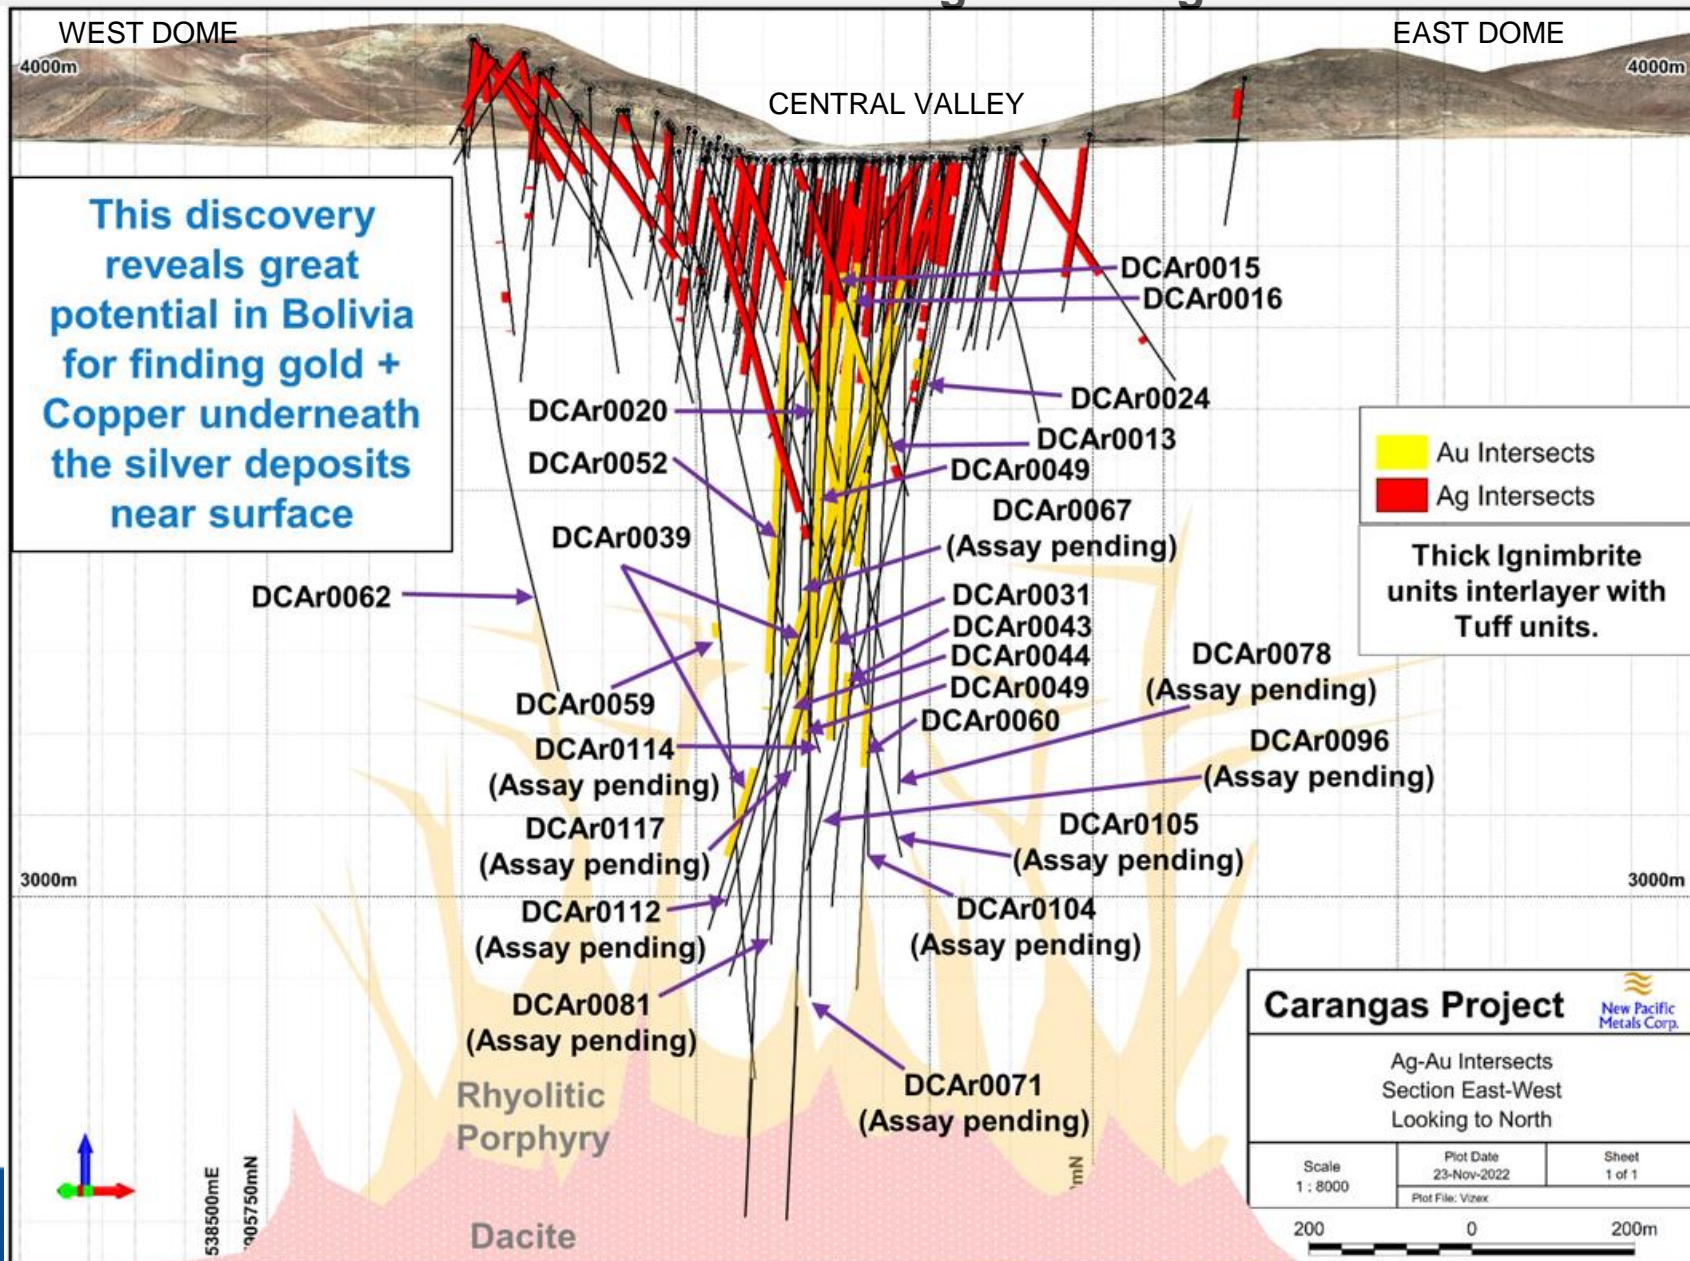 WEST DOME
EAST DOME
4000m
4000m
CENTRAL VALLEY
This discovery
reveals great
potential in Bolivia
for finding gold +
Copper underneath
the silver deposits
near surface
DCAr0015
DCAr0016
DCAr0024
DCAr0020
DCAr0013
DCAr0052
DCAr0049
DCAr0067
(Assay pending)
DCAr0039
DCAr0062
DCAr0031
DCAr0043
DCAr0044
DCAr0049
DCAr0060
DCAr0078
(Assay pending)
DCAr0059
DCAr0114
(Assay pending)
DCAr0096
(Assay pending)
DCAr0117
(Assay pending)
DCAr0105
(Assay pending)
3000m
3000m
DCAr0112
(Assay pending)
DCAr0104
(Assay pending)
DCAr0081
(Assay pending)
DCAr0071
(Assay pending)
Au Intersects
Ag Intersects
Thick Ignimbrite
units interlayer with
Tuff units.
Rhyolitic
Porphyry
Dacite
538500mE
Carangas Project
New Pacific
Metals Corp.
Ag-Au Intersects
Section East-West
Looking to North
Scale
1 : 8000
Plot Date
23-Nov-2022
Sheet
1 of 1
Plot File: Vizex
200 0 200m